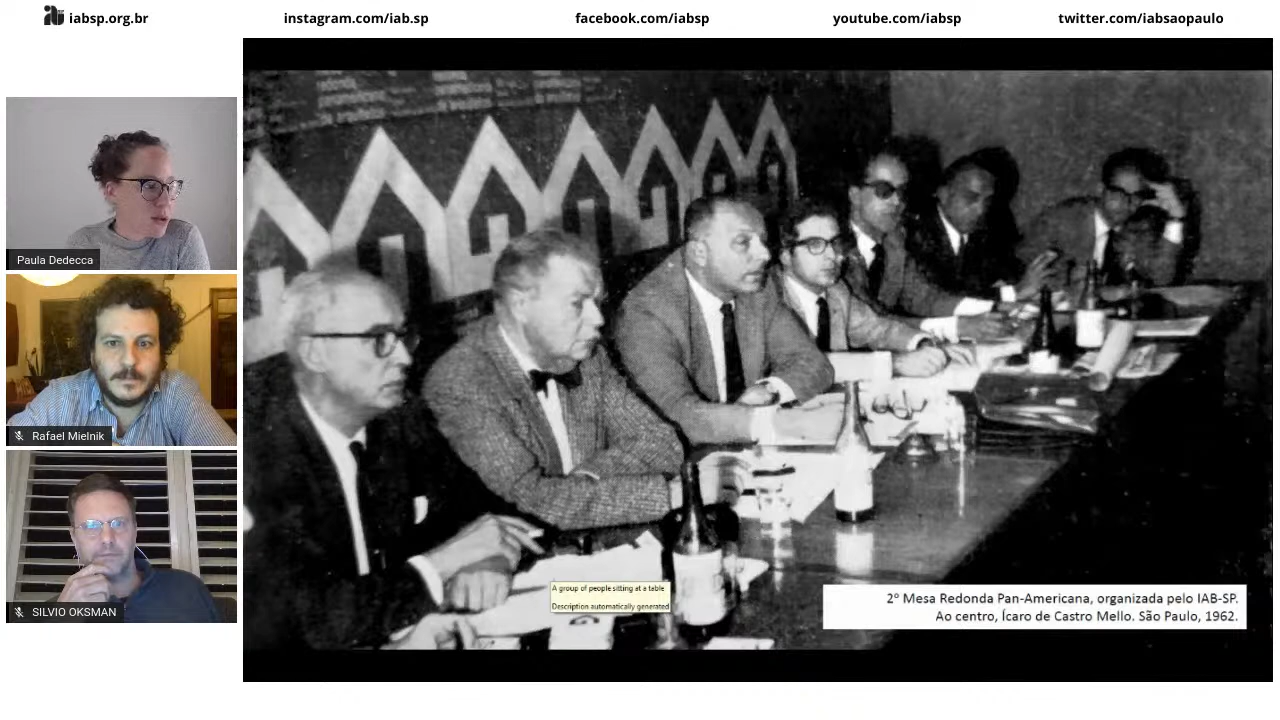 iabsp.org.br
instagram.com/iab.sp
facebook.com/iabsp
youtube.com/iabsp
twitter.com/iabsaopaulo
Paula Dedecca
Rafael Mielnik
SILVIO OKSMAN
A group of people sitting at a table
Description automatically generated
2º Mesa Redonda Pan-Americana, organizada pelo IAB-SP.
Ao centro, Ícaro de Castro Mello. São Paulo, 1962.